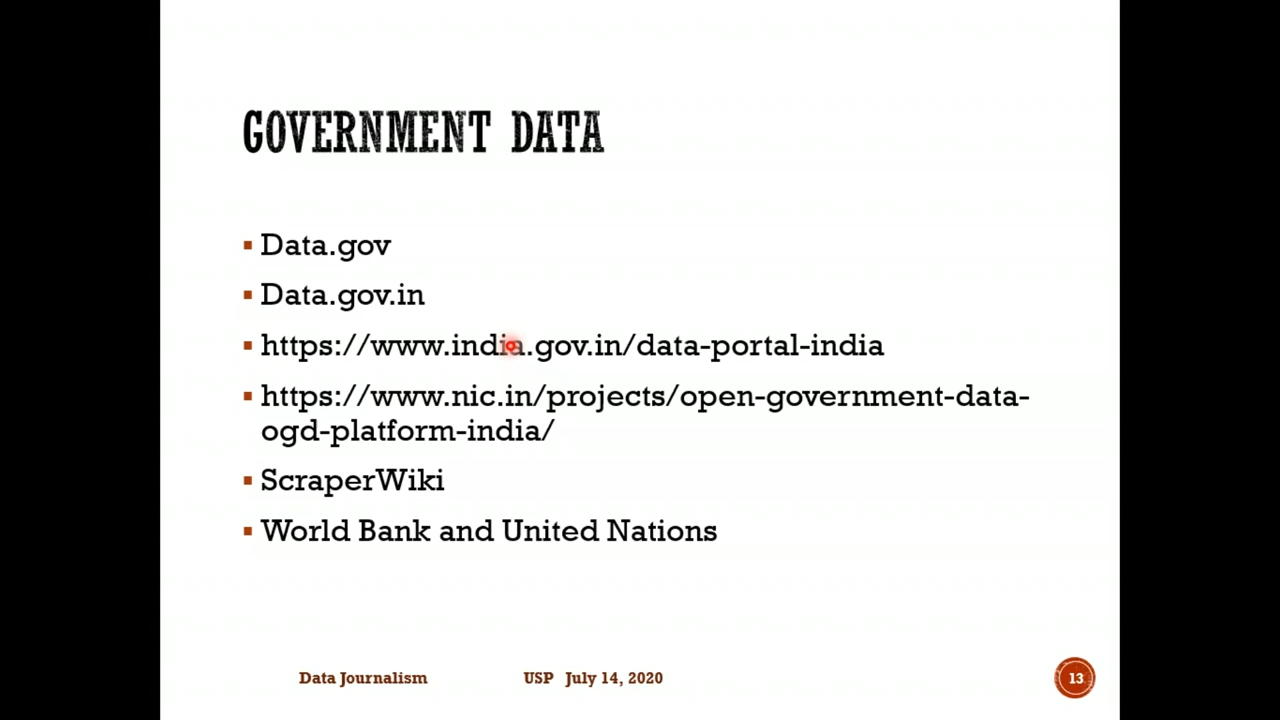 GOVERNMENT DATA
Data.gov
Data.gov.in
https://www.india.gov.in/data-portal-india
https://www.nic.in/projects/open-government-data-
ogd-platform-india/
ScraperWiki
World Bank and United Nations
Data Journalism USP July 14, 2020 13